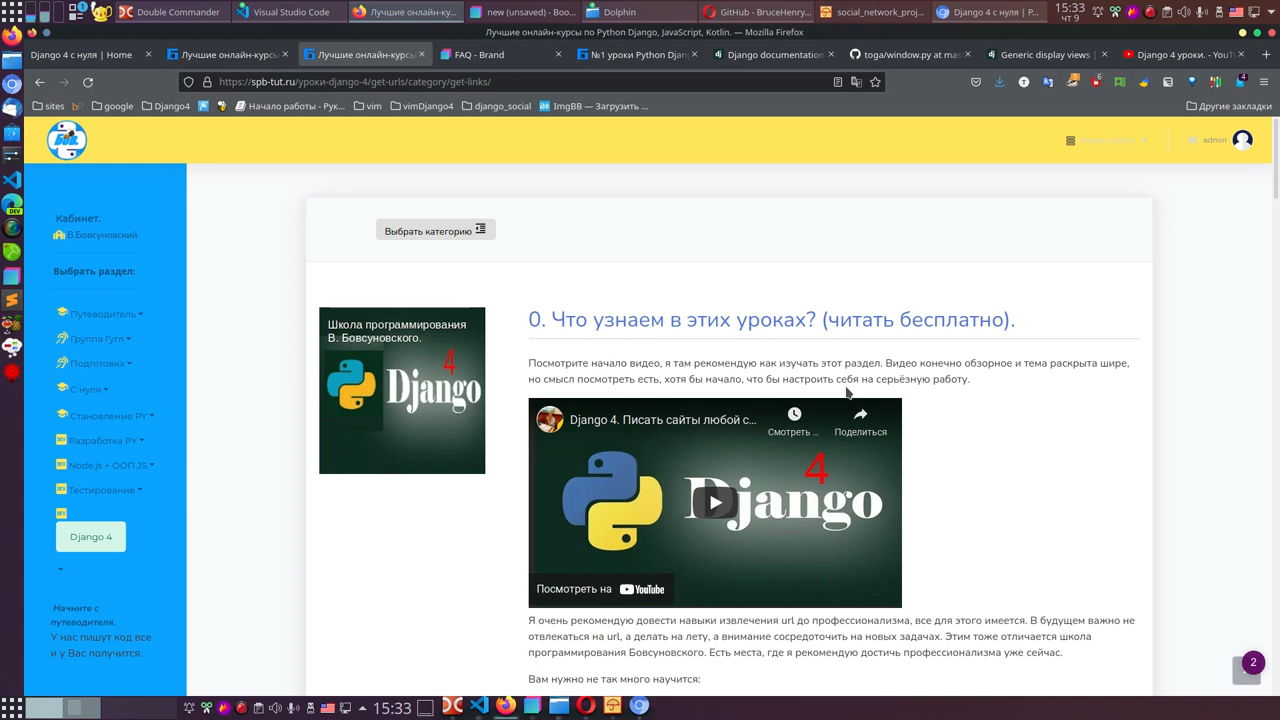 Double Commander
Visual Studio Code
Лучшие онлайн-кур...
new (unsaved) - Boo...
Dolphin
GitHub - BruceHenry...
social_network_proj...
Django 4 с нуля | P...
15:33
чт 9
Лучшие онлайн-курсы по Python Django, JavaScript, Kotlin. — Mozilla Firefox
Django 4 с нуля | Home
Лучшие онлайн-курсы
Лучшие онлайн-курсы
FAQ - Brand
№1 уроки Python Djan
Django documentation
toga/window.py at mas
Generic display views |
Django 4 уроки. - YouT
https://spb-tut.ru/уроки-django-4/get-urls/category/get-links/
sites
google
Django4
Начало работы - Рук...
vim
vimDjango4
django_social
ImgBB — Загрузить ...
Другие закладки
admin
Кабинет.
В.Бовсуновский.
Выбрать раздел:
Путеводитель
Группа Гугл
Подготовка
С нуля
Становление PY
Разработка PY
Node.js + ООП JS
Тестирование
Django 4
Начните с
путеводителя.
У нас пишут код все
и у Вас получится.
Выбрать категорию
Школа программирования
В. Бовсуновского.
4
Django
0. Что узнаем в этих уроках? (читать бесплатно).
Посмотрите начало видео, я там рекомендую как изучать этот раздел. Видео конечно обзорное и тема раскрыта шире,
но смысл посмотреть есть, хотя бы начало, что бы настроить себя на серьёзную работу.
Django 4. Писать сайты любой с...
Смотреть ...
Поделиться
4
Django
Посмотреть на YouTube
Я очень рекомендую довести навыки извлечения url до профессионализма, все для этого имеется. В будущем важно не
отвлекаться на url, а делать на лету, а внимание сосредоточить на новых задачах. Этим тоже отличается школа
программирования Бовсуновского. Есть места, где я рекомендую достичь профессионализма уже сейчас.
Вам нужно не так много научится:
2
15:33